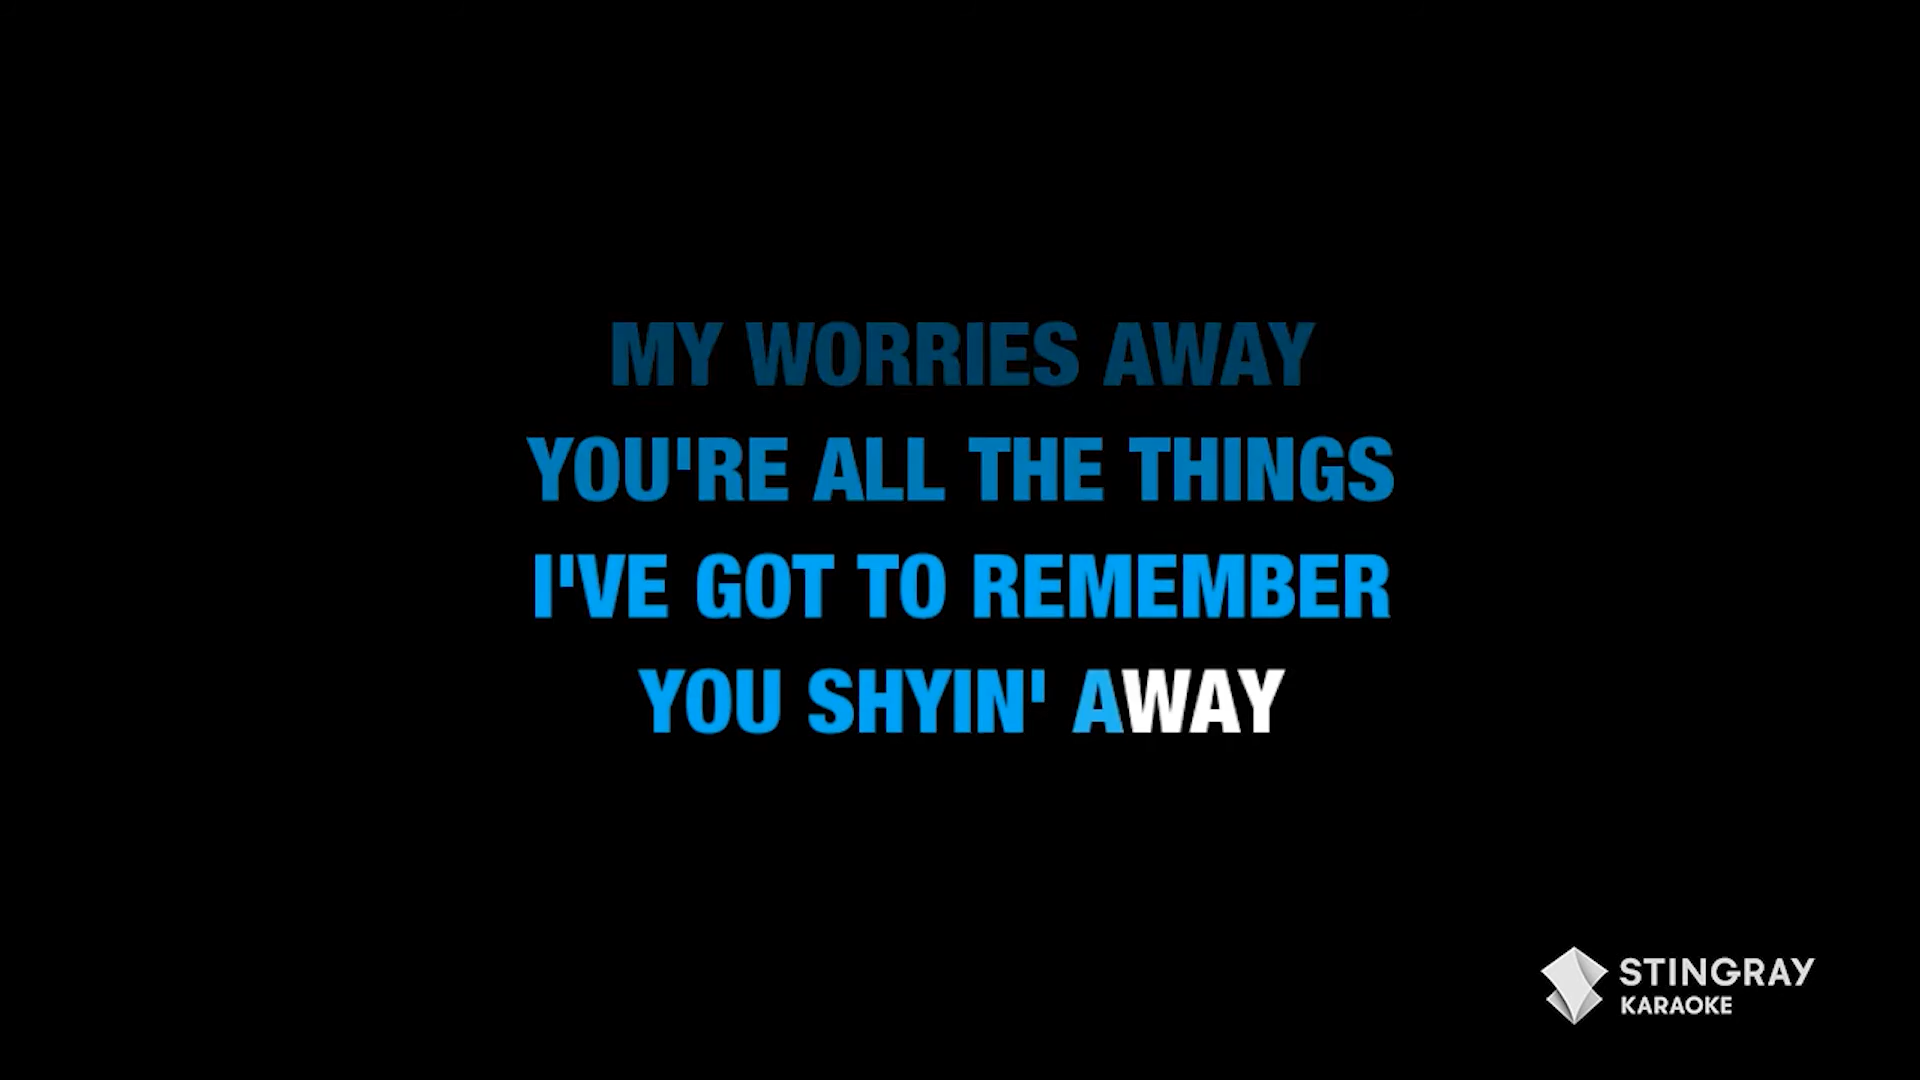 MY WORRIES AWAY
YOU'RE ALL THE THINGS
I'VE GOT TO REMEMBER
YOU SHYIN' AWAY
STINGRAY
KARAOKE